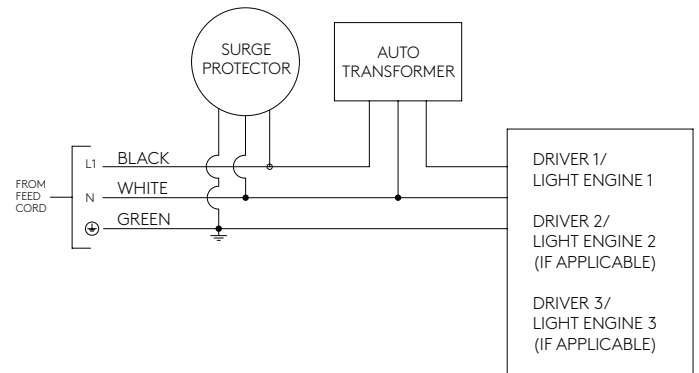 SURGE
PROTECTOR
AUTO
TRANSFORMER
FROM
FEED
CORD
L1 BLACK
N WHITE
GREEN
DRIVER 1/
LIGHT ENGINE 1
DRIVER 2/
LIGHT ENGINE 2
(IF APPLICABLE)
DRIVER 3/
LIGHT ENGINE 3
(IF APPLICABLE)